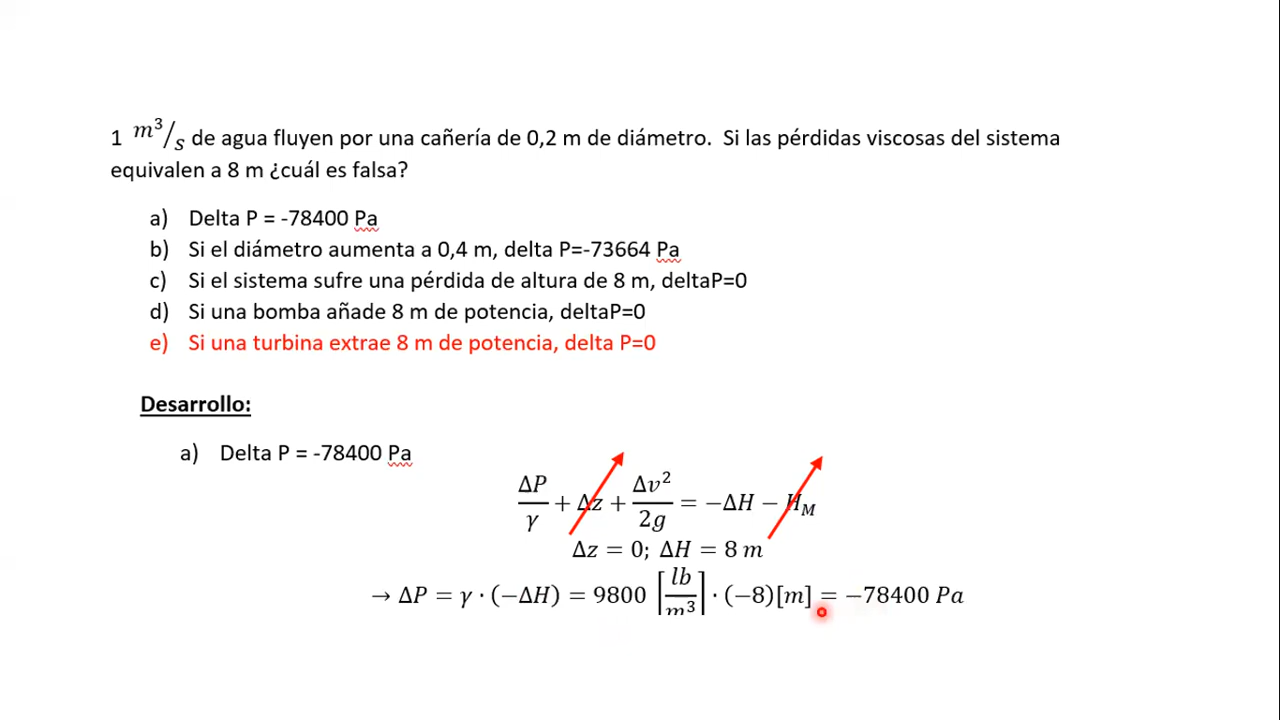 1 m³/s de agua fluyen por una cañería de 0,2 m de diámetro. Si las pérdidas viscosas del sistema
equivalen a 8 m ¿cuál es falsa?
a) Delta P = -78400 Pa
b) Si el diámetro aumenta a 0,4 m, delta P=-73664 Pa
c) Si el sistema sufre una pérdida de altura de 8 m, deltaP=0
d) Si una bomba añade 8 m de potencia, deltaP=0
e) Si una turbina extrae 8 m de potencia, delta P=0
Desarrollo:
a) Delta P = -78400 Pa
ΔP/γ + Δz + Δv²/2g = −ΔH − H_M
Δz = 0; ΔH = 8 m
→ ΔP = γ · (−ΔH) = 9800 [lb/m³] · (−8)[m] = −78400 Pa